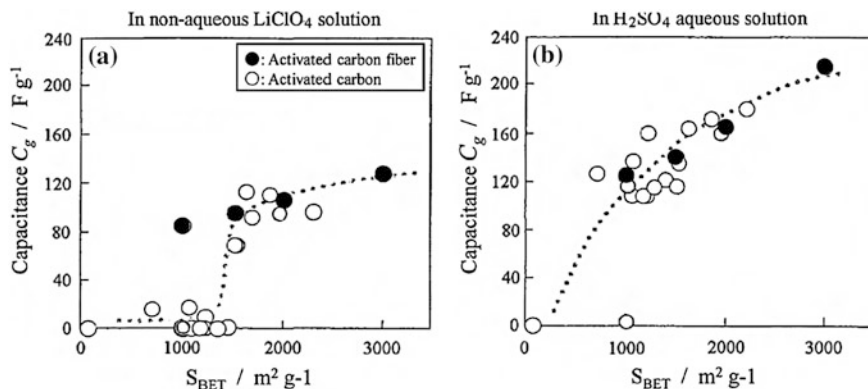 In non-aqueous LiClO₄ solution
In H₂SO₄ aqueous solution
(a)
●: Activated carbon fiber
○: Activated carbon
Capacitance Cg / F g⁻¹
240
200
160
120
80
40
0
0
1000
2000
3000
S_BET / m² g-1
(b)
Capacitance Cg / F g⁻¹
240
200
160
120
80
40
0
0
1000
2000
3000
S_BET / m² g-1